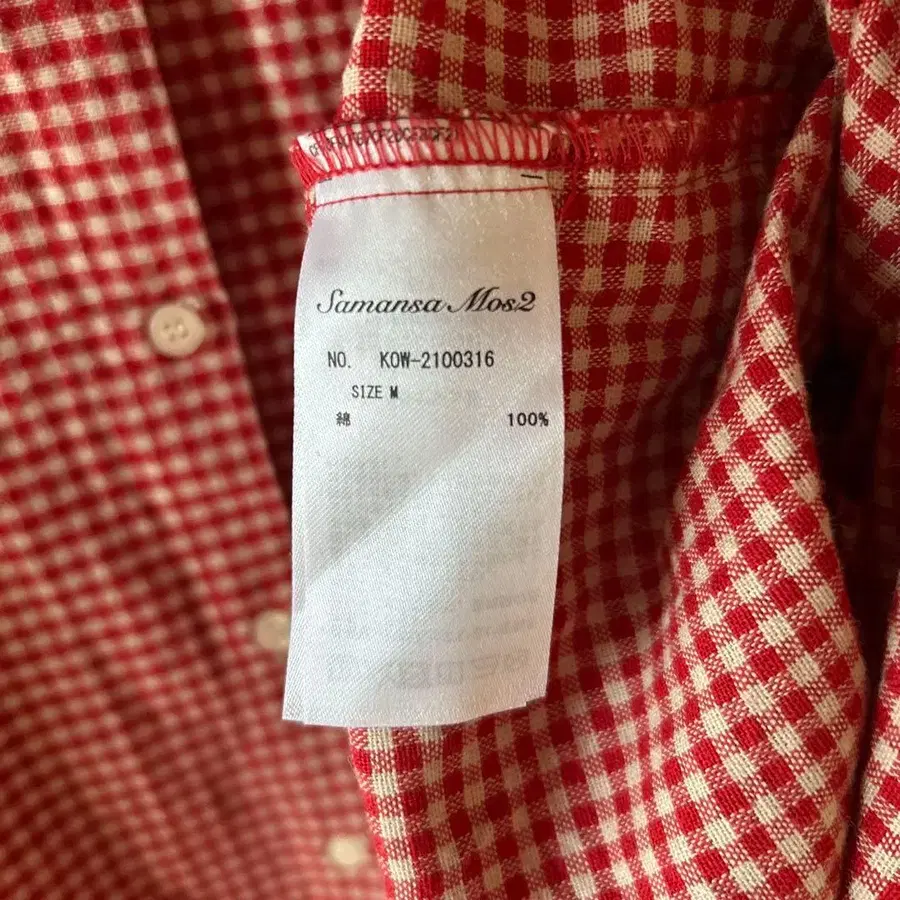 Samansa Mos2
NO. KOW-2100316
SIZE M
綿 100%